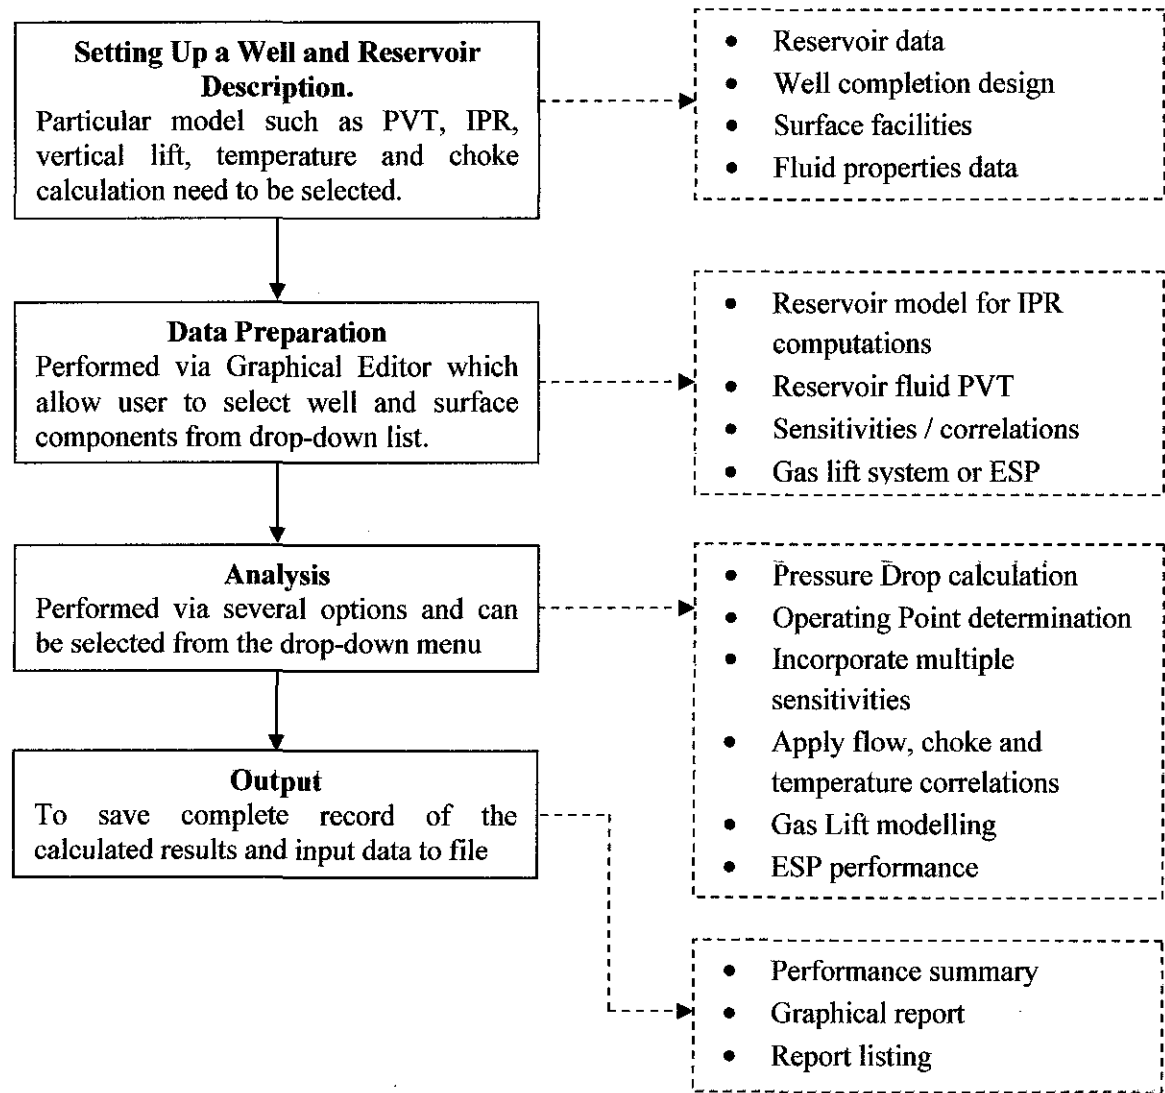 Setting Up a Well and Reservoir
Description.
Particular model such as PVT, IPR,
vertical lift, temperature and choke
calculation need to be selected.
• Reservoir data
• Well completion design
• Surface facilities
• Fluid properties data
Data Preparation
Performed via Graphical Editor which
allow user to select well and surface
components from drop-down list.
• Reservoir model for IPR
computations
• Reservoir fluid PVT
• Sensitivities / correlations
• Gas lift system or ESP
Analysis
Performed via several options and can
be selected from the drop-down menu
• Pressure Drop calculation
• Operating Point determination
• Incorporate multiple
sensitivities
• Apply flow, choke and
temperature correlations
• Gas Lift modelling
• ESP performance
Output
To save complete record of the
calculated results and input data to file
• Performance summary
• Graphical report
• Report listing